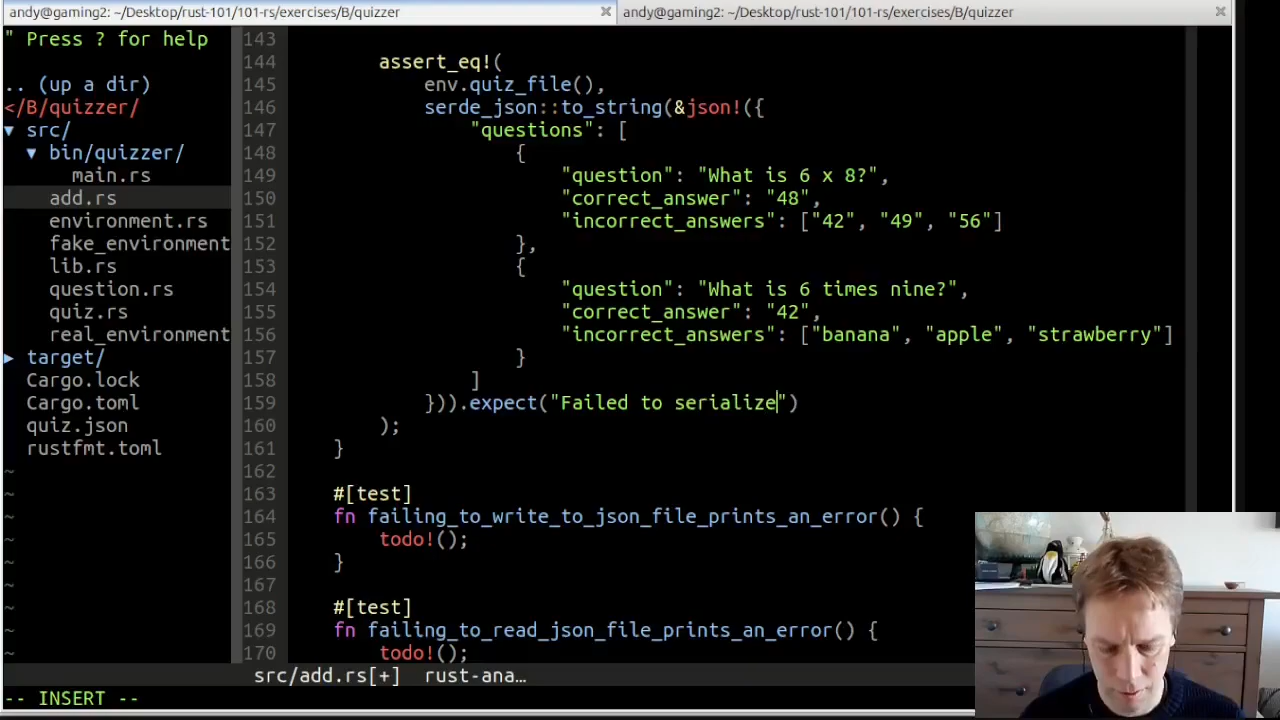 andy@gaming2: ~/Desktop/rust-101/101-rs/exercises/B/quizzer
andy@gaming2: ~/Desktop/rust-101/101-rs/exercises/B/quizzer
" Press ? for help
.. (up a dir)
</B/quizzer/
▼ src/
▼ bin/quizzer/
main.rs
add.rs
environment.rs
fake_environment
lib.rs
question.rs
quiz.rs
real_environment
▶ target/
Cargo.lock
Cargo.toml
quiz.json
rustfmt.toml
~
~
~
~
~
~
~
~
~
143
144 assert_eq!(
145 env.quiz_file(),
146 serde_json::to_string(&json!({
147 "questions": [
148 {
149 "question": "What is 6 x 8?",
150 "correct_answer": "48",
151 "incorrect_answers": ["42", "49", "56"]
152 },
153 {
154 "question": "What is 6 times nine?",
155 "correct_answer": "42",
156 "incorrect_answers": ["banana", "apple", "strawberry"]
157 }
158 ]
159 })).expect("Failed to serialize")
160 );
161 }
162
163 #[test]
164 fn failing_to_write_to_json_file_prints_an_error() {
165 todo!();
166 }
167
168 #[test]
169 fn failing_to_read_json_file_prints_an_error() {
170 todo!();
src/add.rs[+] rust-ana…
-- INSERT --